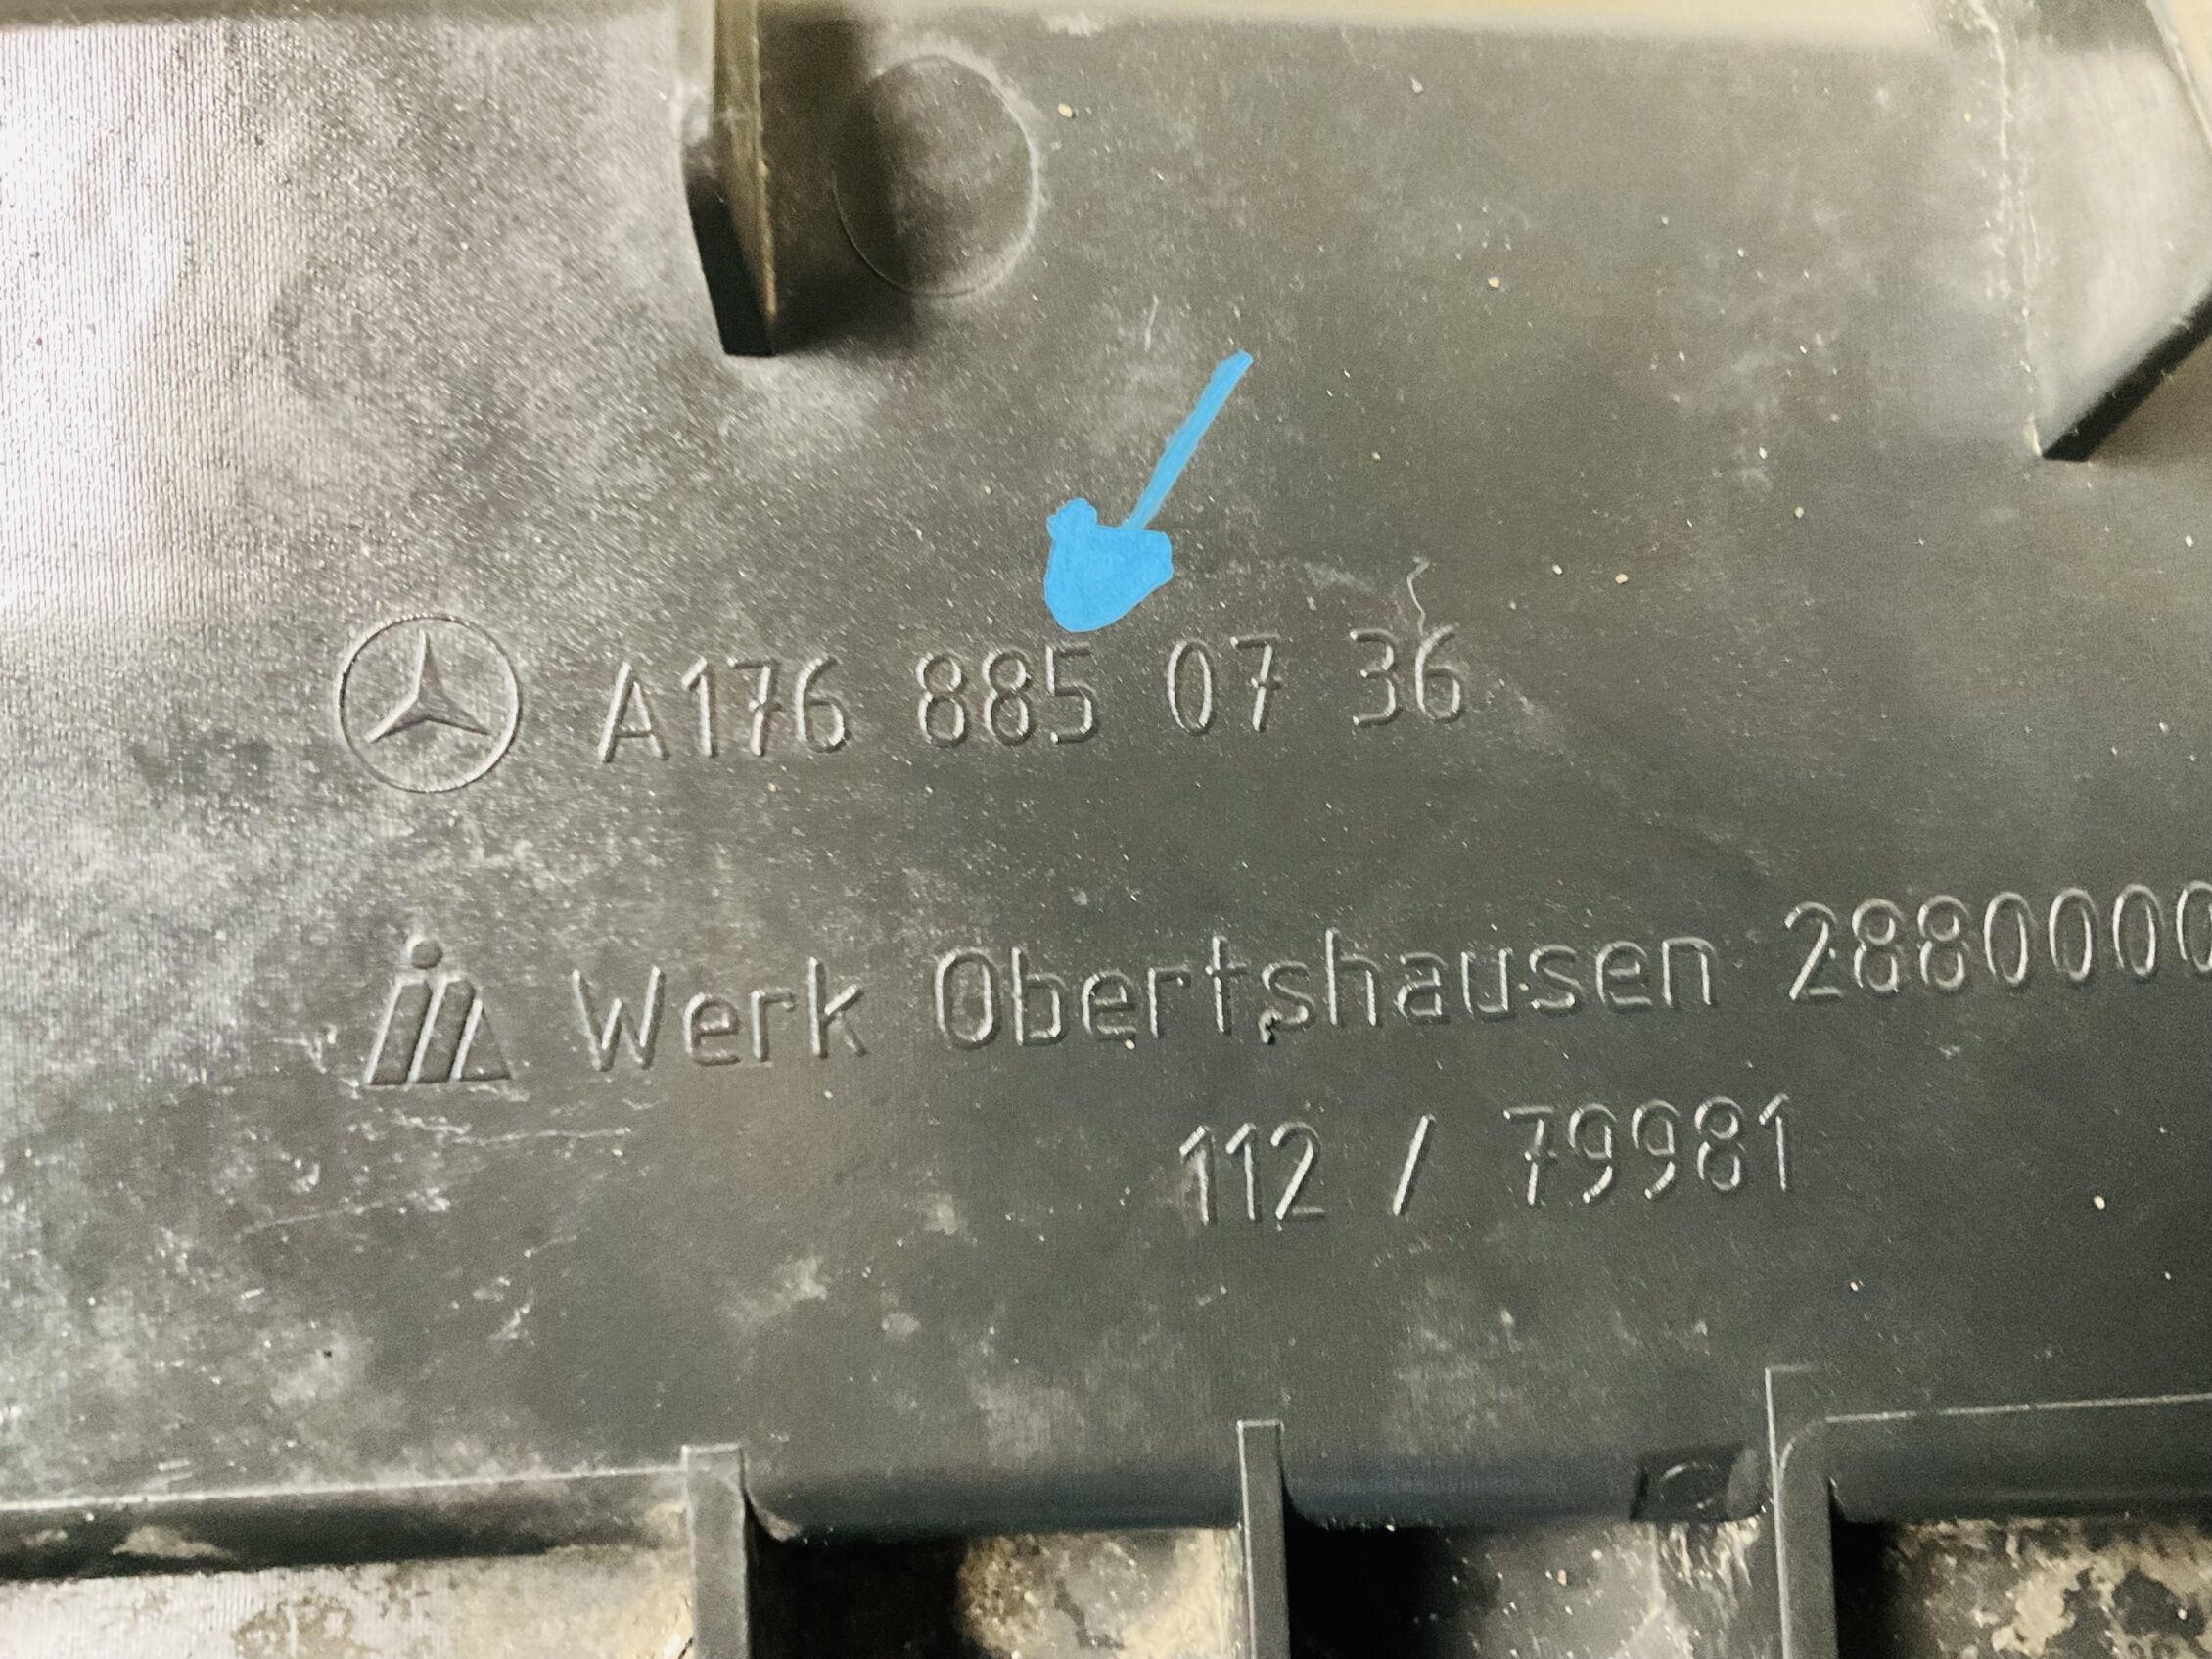 A176 885 07 36
Werk Obertshausen 2880000
112 / 79981